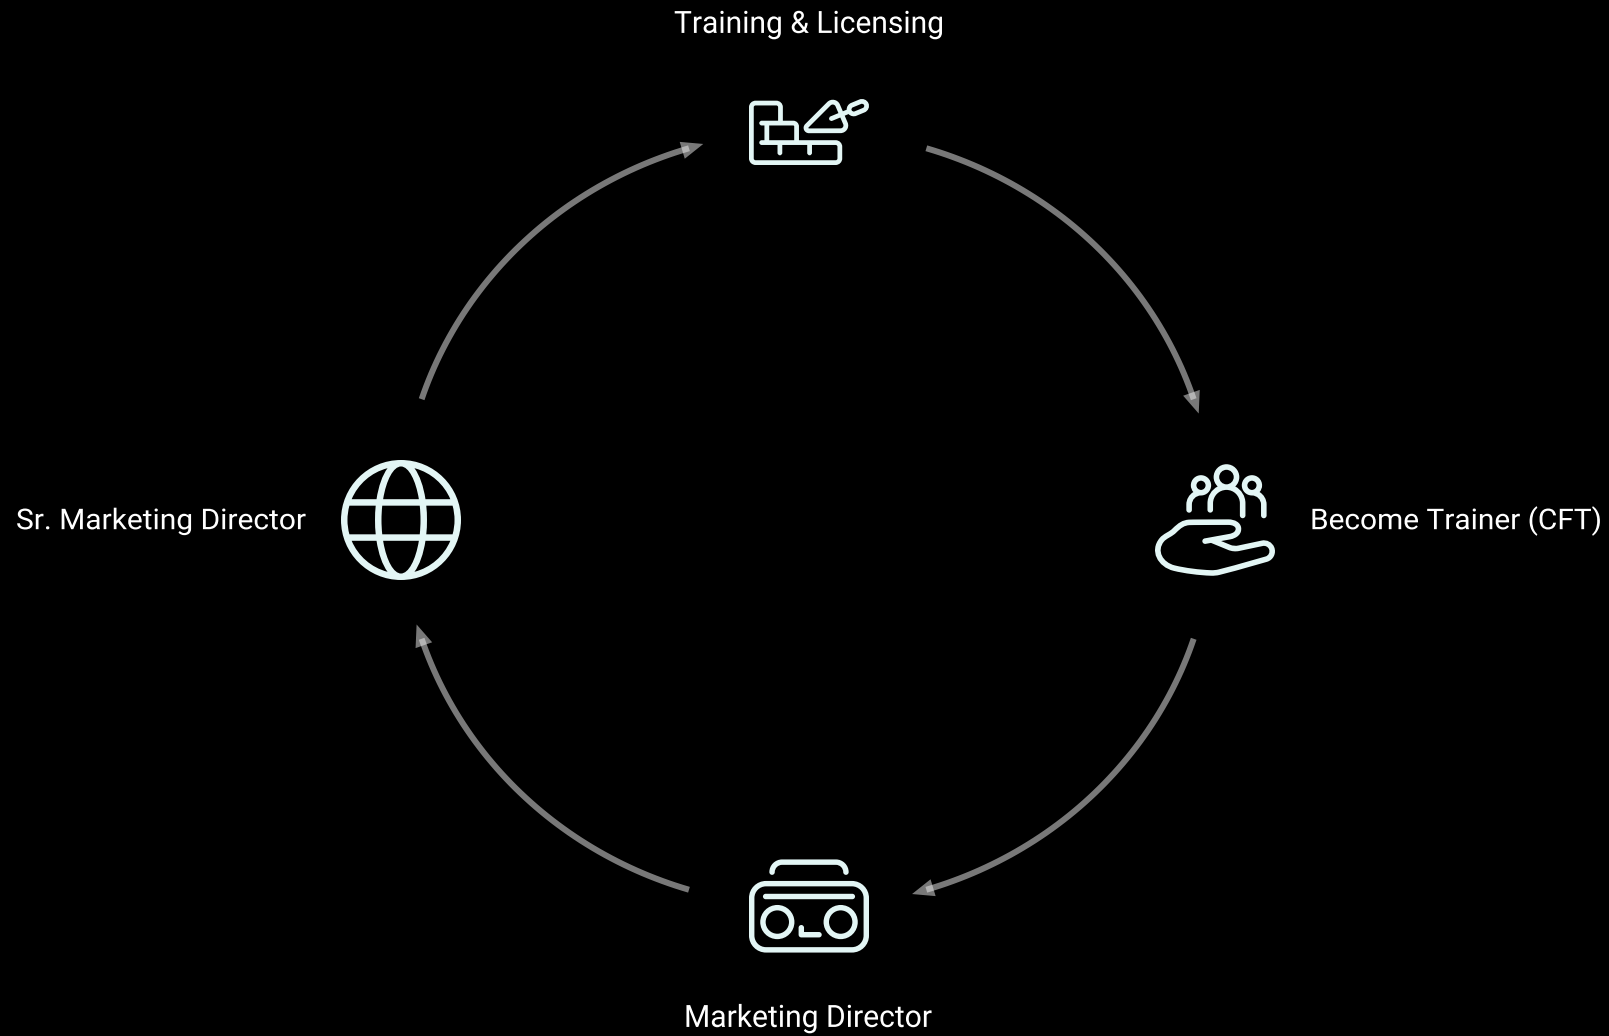 Training & Licensing
Sr. Marketing Director
Become Trainer (CFT)
Marketing Director